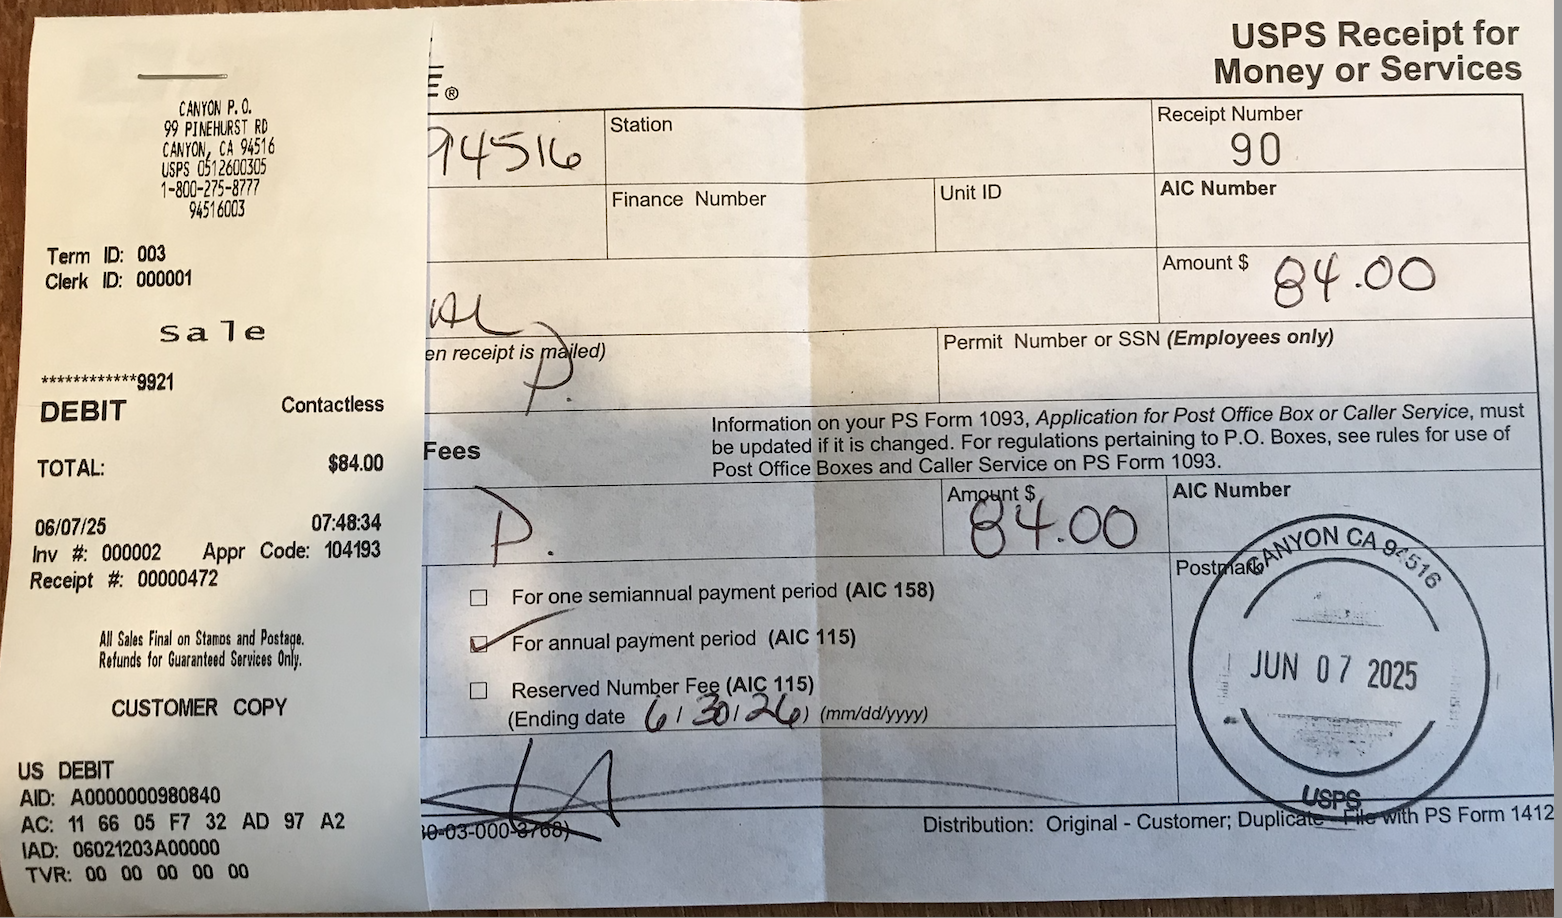 CANYON P.O.
99 PINEHURST RD
CANYON, CA 94516
USPS 0512600305
1-800-275-8777
94516003
Term ID: 003
Clerk ID: 000001
Sale
************9921
DEBIT Contactless
TOTAL: $84.00
06/07/25 07:48:34
Inv #: 000002 Appr Code: 104193
Receipt #: 00000472
All Sales Final on Stamps and Postage.
Refunds for Guaranteed Services Only.
CUSTOMER COPY
US DEBIT
AID: A0000000980840
AC: 11 66 05 F7 32 AD 97 A2
IAD: 06021203A00000
TVR: 00 00 00 00 00
E®
USPS Receipt for
Money or Services
94516
Station
Receipt Number
90
Finance Number
Unit ID
AIC Number
Amount $ 84.00
en receipt is mailed)
P.
Permit Number or SSN (Employees only)
Fees
Information on your PS Form 1093, Application for Post Office Box or Caller Service, must
be updated if it is changed. For regulations pertaining to P.O. Boxes, see rules for use of
Post Office Boxes and Caller Service on PS Form 1093.
P.
Amount $ 84.00
AIC Number
For one semiannual payment period (AIC 158)
For annual payment period (AIC 115)
Reserved Number Fee (AIC 115)
(Ending date 6/30/26) (mm/dd/yyyy)
Postmark
CANYON CA 94516
JUN 07 2025
USPS
0-03-000-3768)
Distribution: Original - Customer; Duplicate - File with PS Form 1412